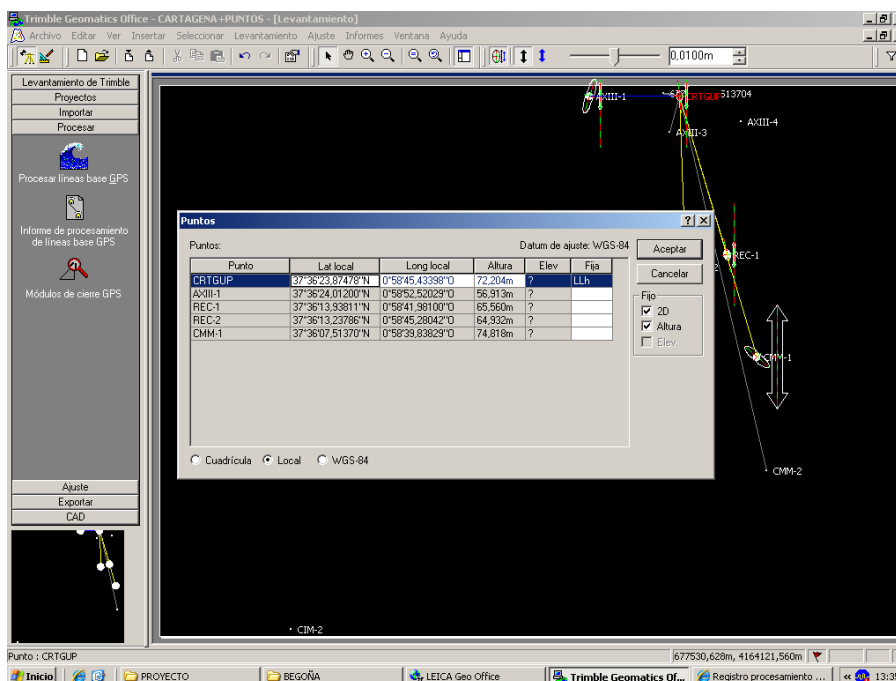 Trimble Geomatics Office - CARTAGENA+PUNTOS - [Levantamiento]
Archivo Editar Ver Insertar Seleccionar Levantamiento Ajuste Informes Ventana Ayuda
0,0100m
Levantamiento de Trimble
Proyectos
Importar
Procesar
Procesar líneas base GPS
Informe de procesamiento
de líneas base GPS
Módulos de cierre GPS
Ajuste
Exportar
CAD
AXIII-1
CRTGUP
513704
AXIII-3
AXIII-4
REC-1
CMM-1
CMM-2
CIM-2
Puntos
Puntos:
Datum de ajuste: WGS-84
Punto Lat local Long local Altura Elev Fija
CRTGUP 37°36'23,87478"N 0°58'45,43398"O 72,204m ? LLh
AXIII-1 37°36'24,01200"N 0°58'52,52029"O 56,913m ?
REC-1 37°36'13,93811"N 0°58'41,98100"O 65,560m ?
REC-2 37°36'13,23786"N 0°58'45,28042"O 64,932m ?
CMM-1 37°36'07,51370"N 0°58'39,83829"O 74,818m ?
Aceptar
Cancelar
Fijo
2D
Altura
Elev.
Cuadrícula Local WGS-84
Punto : CRTGUP
677530,628m, 4164121,560m
Inicio PROYECTO BEGOÑA LEICA Geo Office Trimble Geomatics Of... Registro procesamiento ... « 13:3